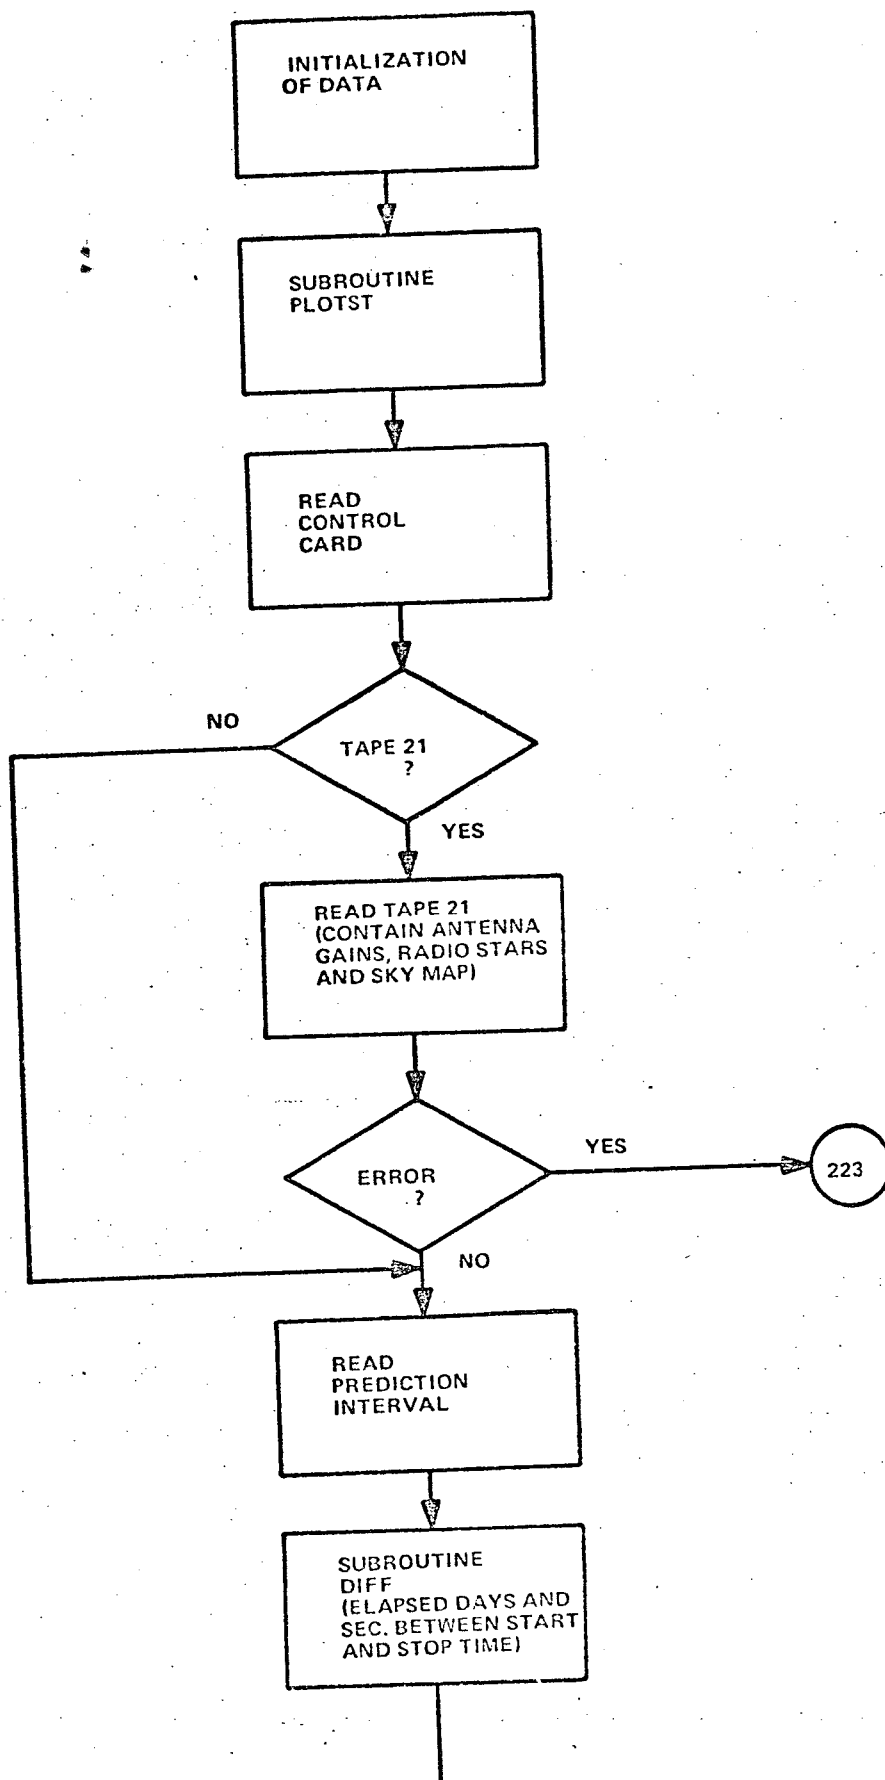 INITIALIZATION
OF DATA
SUBROUTINE
PLOTST
READ
CONTROL
CARD
NO
TAPE 21
?
YES
READ TAPE 21
(CONTAIN ANTENNA
GAINS, RADIO STARS
AND SKY MAP)
ERROR
?
YES
223
NO
READ
PREDICTION
INTERVAL
SUBROUTINE
DIFF
(ELAPSED DAYS AND
SEC. BETWEEN START
AND STOP TIME)